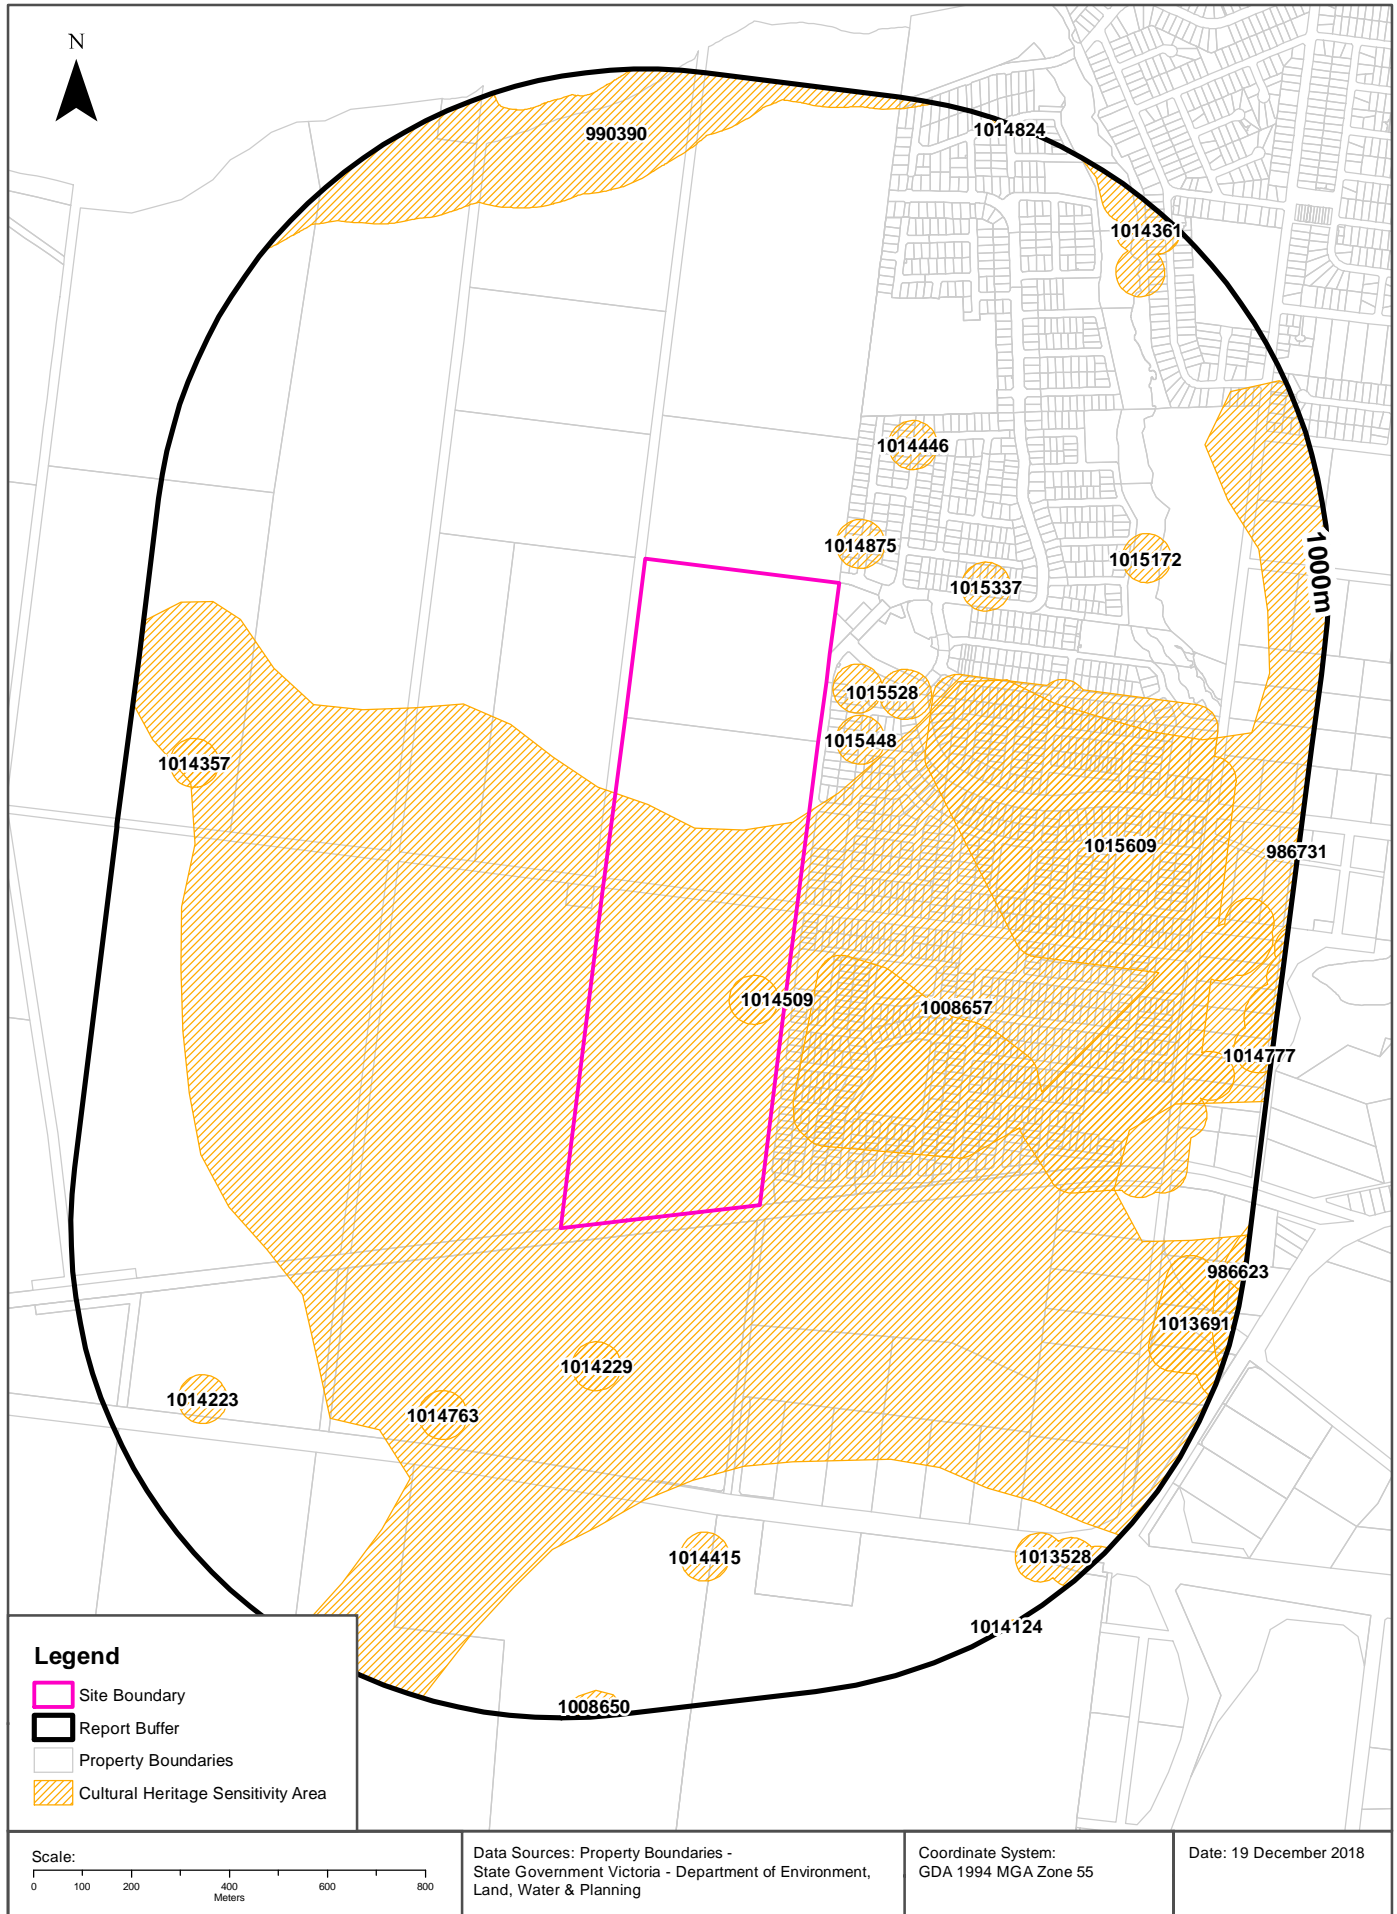 N
990390
1014824
1014361
1014446
1014875
1015172
1015337
1000m
1015528
1015448
1014357
1015609
986731
1014509
1008657
1014777
986623
1013691
1014229
1014223
1014763
1014415
1013528
1014124
1008650
Legend
Site Boundary
Report Buffer
Property Boundaries
Cultural Heritage Sensitivity Area
Scale:
0 100 200 400 600 800
Meters
Data Sources: Property Boundaries -
State Government Victoria - Department of Environment,
Land, Water & Planning
Coordinate System:
GDA 1994 MGA Zone 55
Date: 19 December 2018